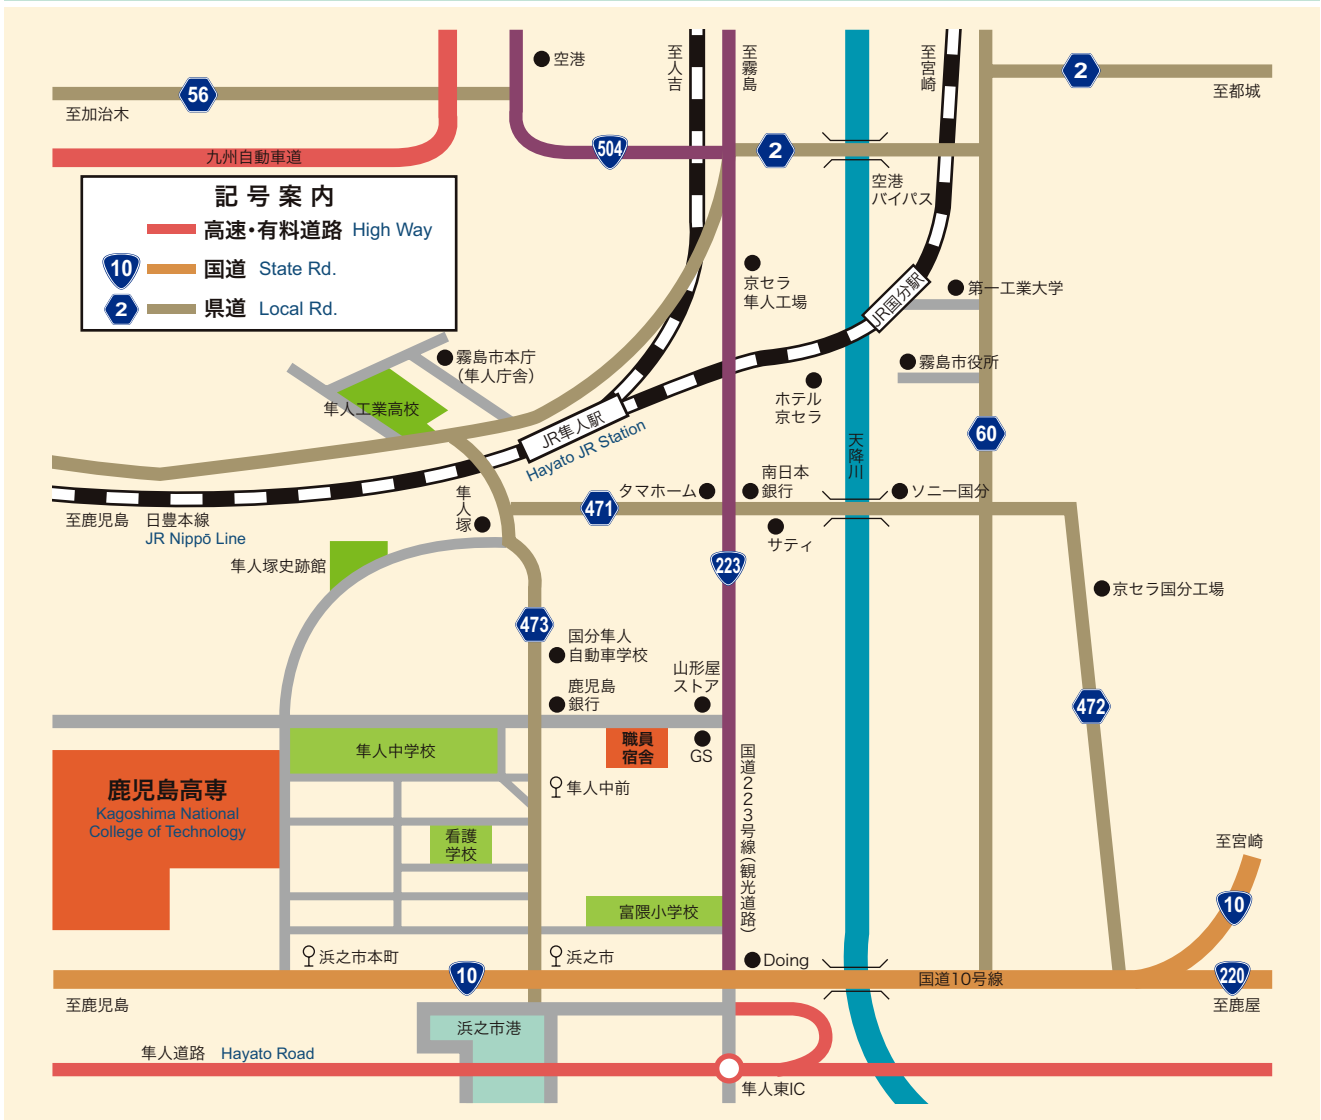 空港
至人吉
至霧島
至宮崎
2
至都城
56
至加治木
504
2
九州自動車道
空港
バイパス
記号案内
高速・有料道路 High Way
10 国道 State Rd.
2 県道 Local Rd.
京セラ
隼人工場
JR国分駅
第一工業大学
霧島市本庁
(隼人庁舎)
霧島市役所
ホテル
京セラ
隼人工業高校
JR隼人駅
Hayato JR Station
天降川
60
南日本
銀行
タマホーム
ソニー国分
隼人塚
471
至鹿児島
日豊本線
JR Nippō Line
サティ
隼人塚史跡館
223
京セラ国分工場
473
国分隼人
自動車学校
山形屋
ストア
鹿児島
銀行
472
隼人中学校
職員
宿舎
GS
国道223号線(観光道路)
鹿児島高専
Kagoshima National
College of Technology
隼人中前
看護
学校
至宮崎
10
富隈小学校
浜之市本町
浜之市
Doing
10
国道10号線
220
至鹿児島
至鹿屋
浜之市港
隼人道路 Hayato Road
隼人東IC